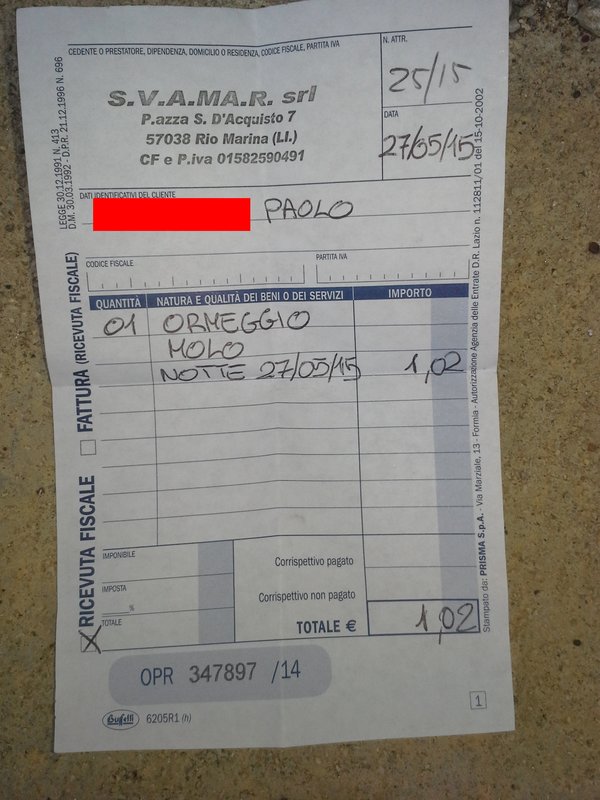 CEDENTE O PRESTATORE, DIPENDENZA, DOMICILIO O RESIDENZA, CODICE FISCALE, PARTITA IVA
N. ATTR.
25/15
S.V.A.MA.R. srl
P.azza S. D'Acquisto 7
57038 Rio Marina (LI.)
CF e P.iva 01582590491
DATA
27/05/15
LEGGE 30.12.1991 N. 413
D.M. 30.03.1992 - D.P.R. 21.12.1996 N. 696
DATI IDENTIFICATIVI DEL CLIENTE
PAOLO
CODICE FISCALE
PARTITA IVA
QUANTITÀ NATURA E QUALITÀ DEI BENI O DEI SERVIZI IMPORTO
01 ORMEGGIO
MOLO
NOTTE 27/05/15 1,02
FATTURA (RICEVUTA FISCALE)
X RICEVUTA FISCALE
IMPONIBILE
IMPOSTA
%
TOTALE
Corrispettivo pagato
Corrispettivo non pagato
TOTALE € 1,02
OPR 347897 /14
Buffetti 6205R1 (h)
1
Stampato da: PRISMA S.p.A. - Via Marziale, 13 - Formia - Autorizzazione Agenzia delle Entrate D.R. Lazio n. 112811/01 del 15-10-2002